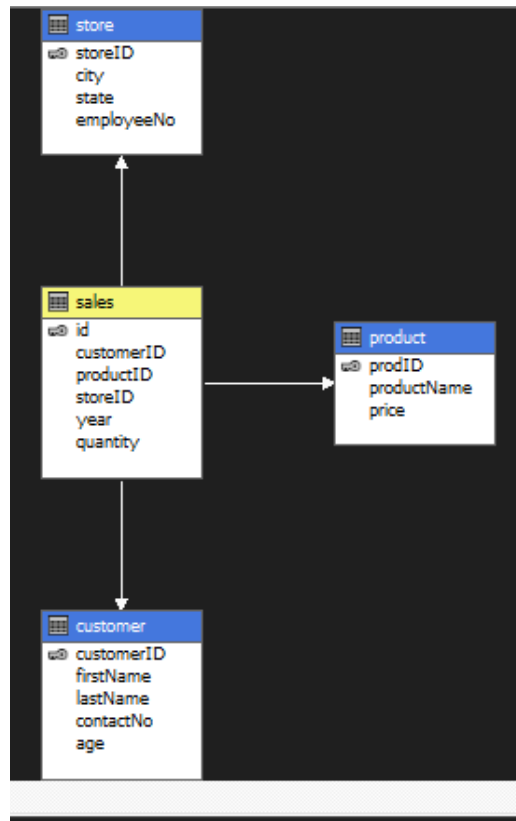 store
storeID
city
state
employeeNo
sales
id
customerID
productID
storeID
year
quantity
product
prodID
productName
price
customer
customerID
firstName
lastName
contactNo
age